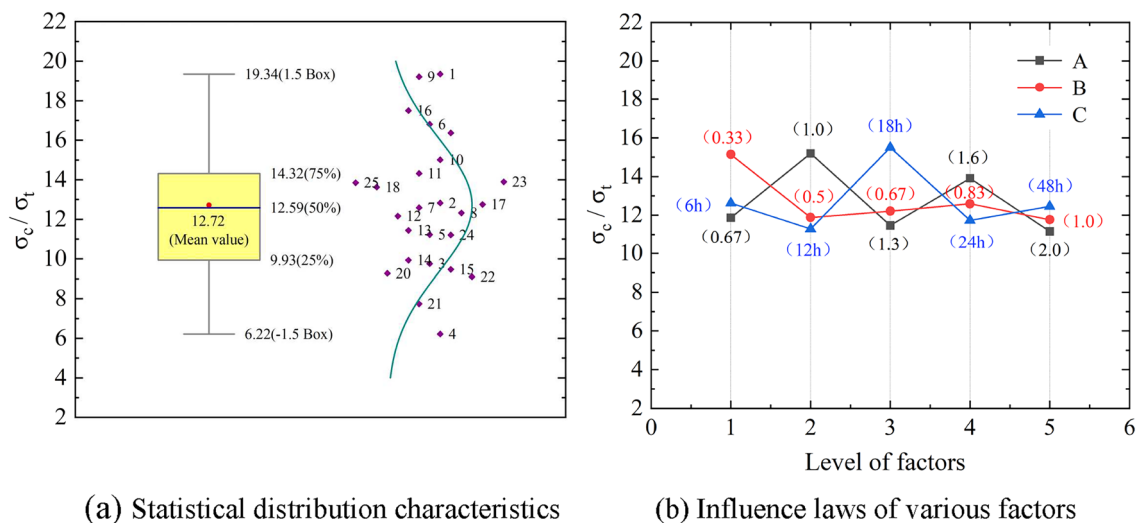 22
20
18
16
14
12
10
8
6
4
2
σc / σt
19.34(1.5 Box)
14.32(75%)
12.59(50%)
12.72
(Mean value)
9.93(25%)
6.22(-1.5 Box)
9 1
16
6
10
11
25 18 23
2
7 17
12 8
13 5 24
14 3
20 15 22
21
4
(a) Statistical distribution characteristics
22
20
18
16
14
12
10
8
6
4
2
σc / σt
A
B
C
(18h)
(0.33) (1.0) (1.6)
(6h) (0.5) (0.67) (0.83) (48h)
(1.0)
(0.67) (12h) (1.3) (24h) (2.0)
0 1 2 3 4 5 6
Level of factors
(b) Influence laws of various factors